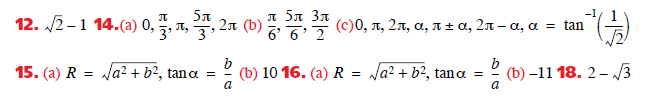 12. √2 – 1 14.(a) 0, π/3, π, 5π/3, 2π (b) π/6, 5π/6, 3π/2 (c)0, π, 2π, α, π ± α, 2π – α, α = tan⁻¹(1/√2)
15. (a) R = √(a² + b²), tan α = b/a (b) 10 16. (a) R = √(a² + b²), tan α = b/a (b) –11 18. 2 – √3